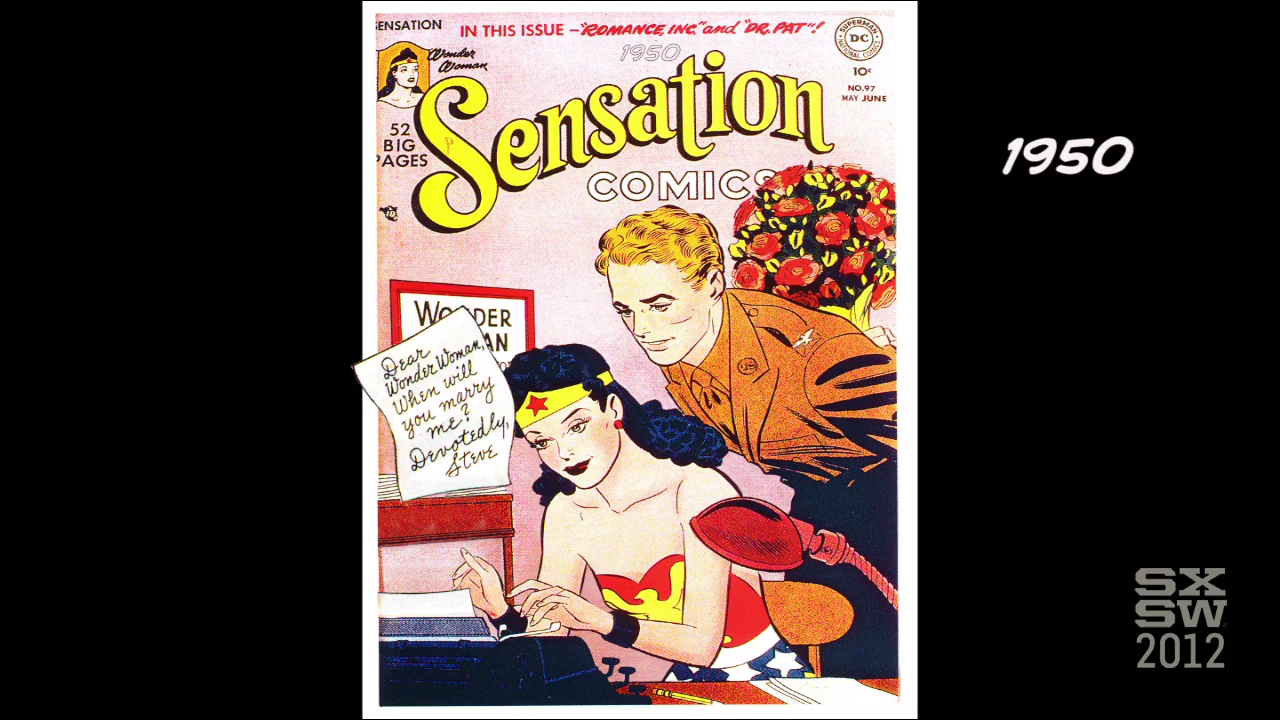 SENSATION
IN THIS ISSUE – "ROMANCE, INC." and "DR. PAT"!
1950
SUPERMAN
DC
NATIONAL COMICS
Wonder
Woman
10¢
NO.97
MAY JUNE
Sensation
COMICS
52
BIG
PAGES
1950
WONDER
AN
Dear
Wonder Woman,
When will
you marry
me?
Devotedly,
Steve
US
SX
SW
2012